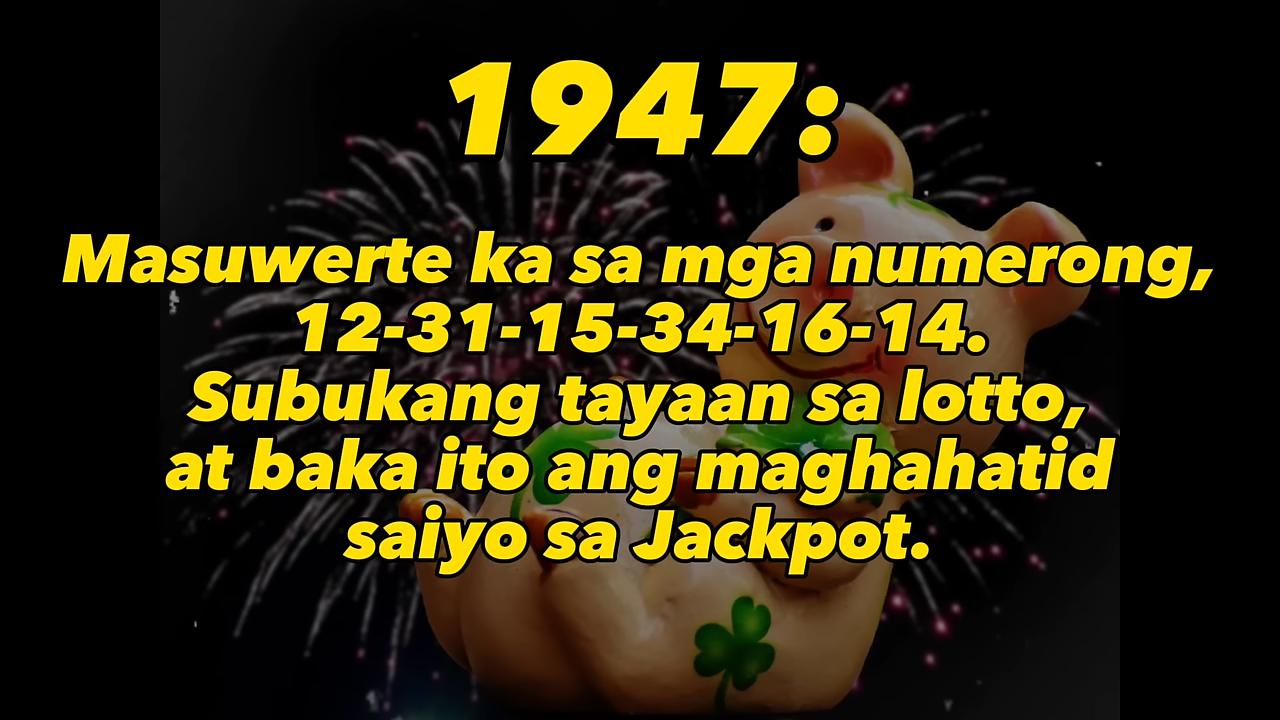 1947:
Masuwerte ka sa mga numerong,
12-31-15-34-16-14.
Subukang tayaan sa lotto,
at baka ito ang maghahatid
saiyo sa Jackpot.